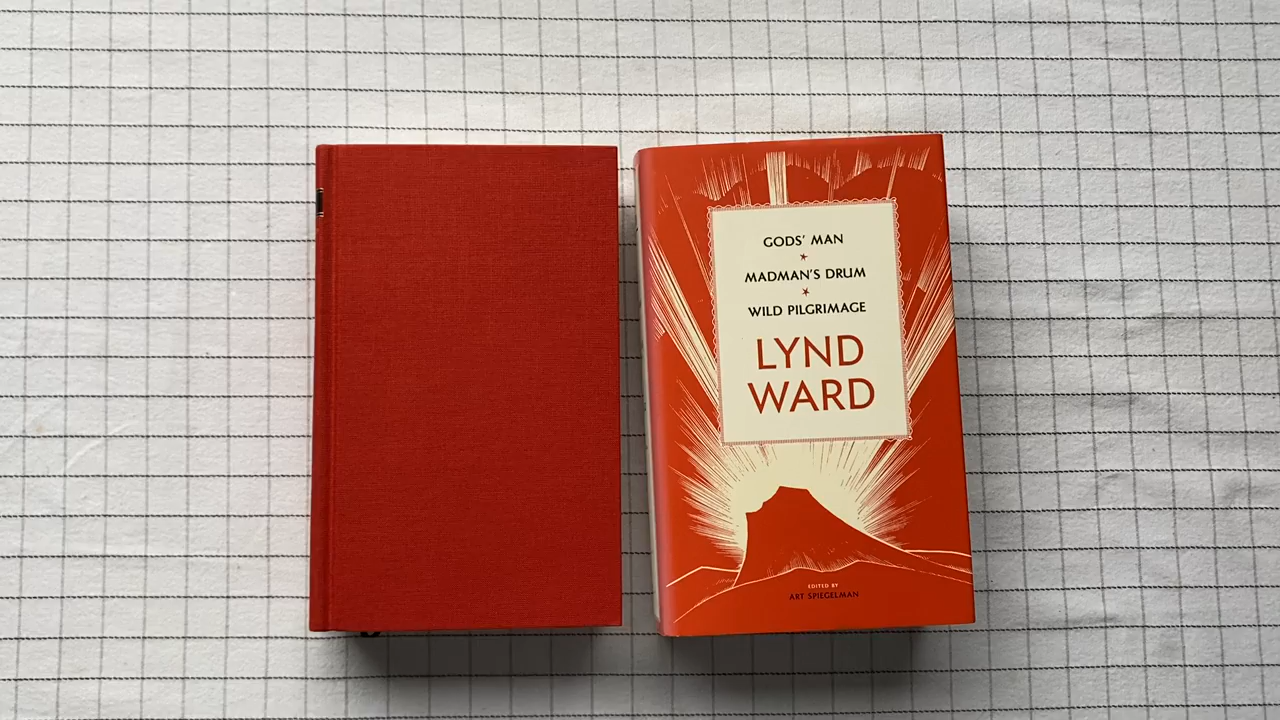 GODS' MAN
MADMAN'S DRUM
WILD PILGRIMAGE
LYND
WARD
EDITED BY
ART SPIEGELMAN